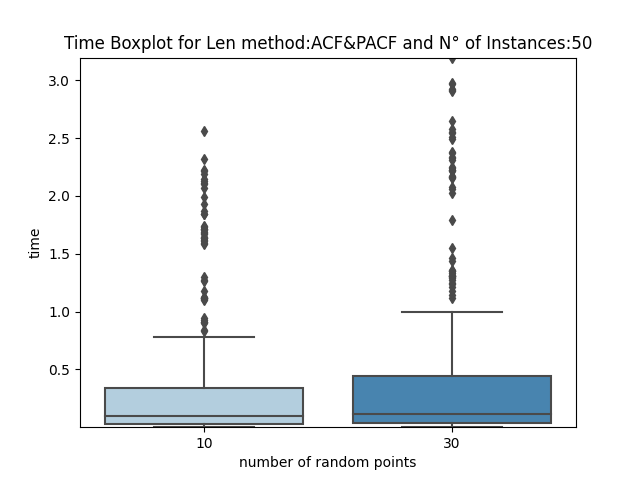 Time Boxplot for Len method:ACF&PACF and N° of Instances:50
3.0
2.5
2.0
1.5
1.0
0.5
time
10 30
number of random points